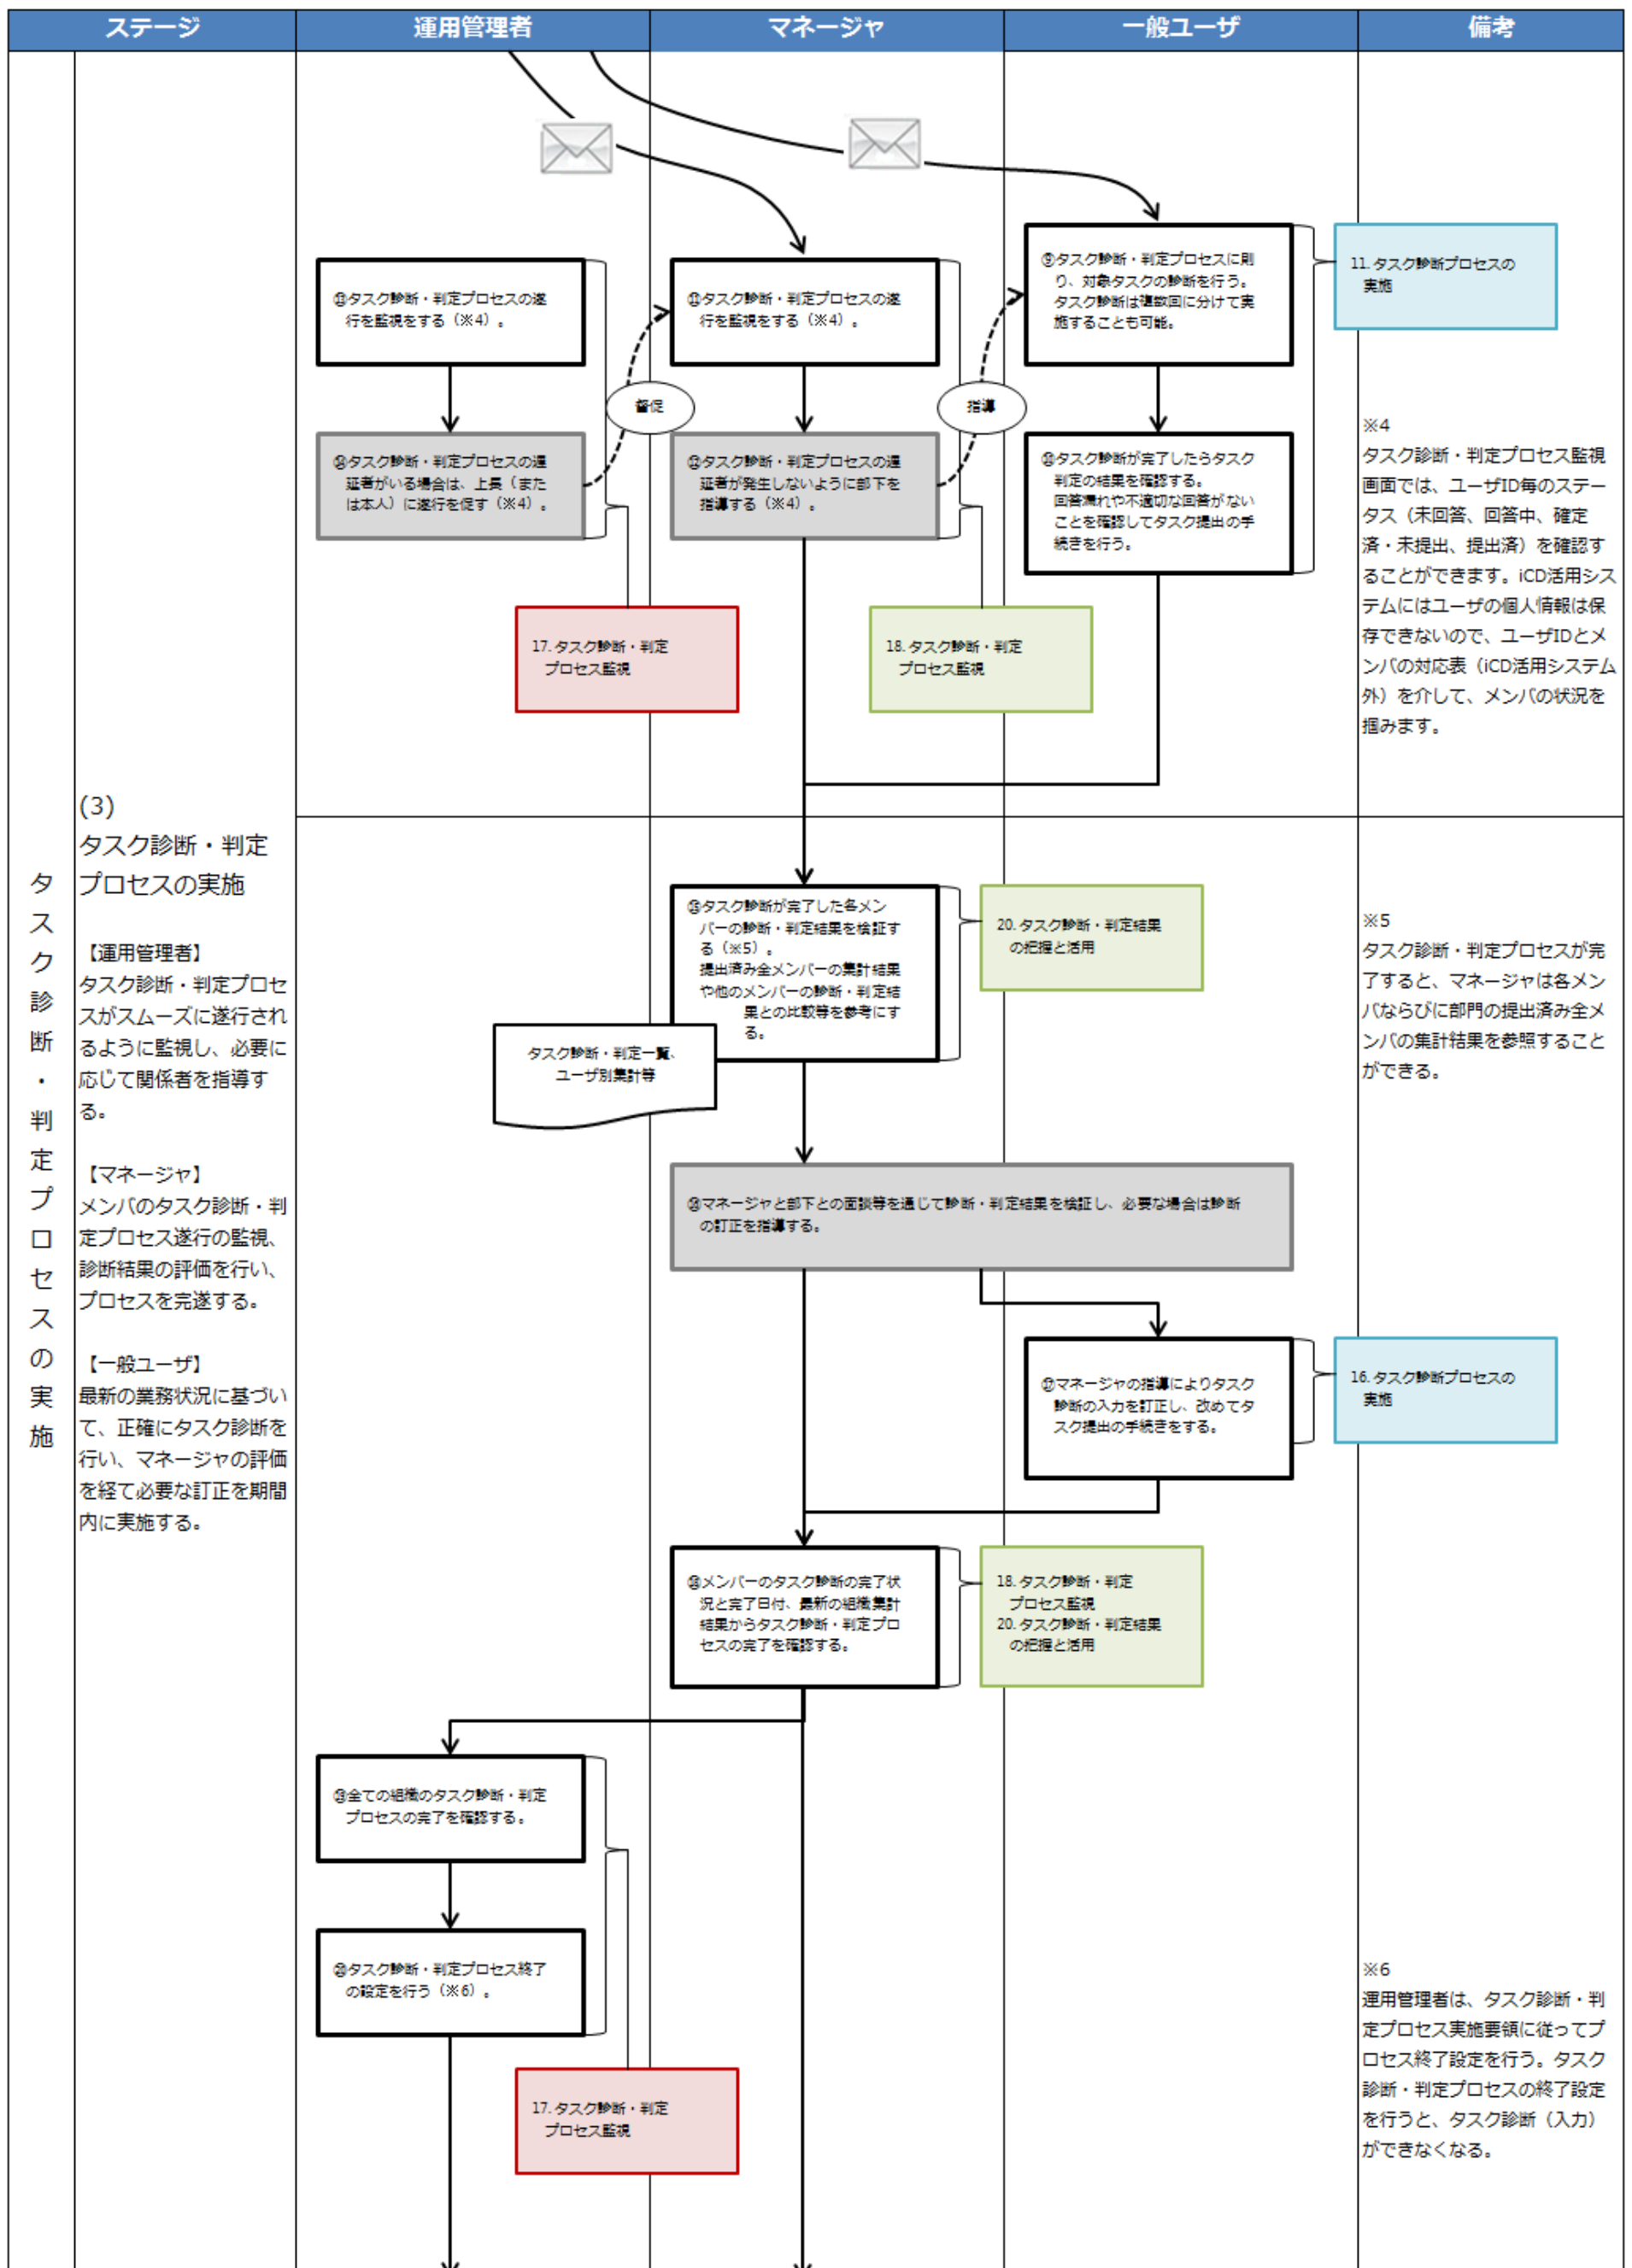 ステージ
運用管理者
マネージャ
一般ユーザ
備考
タスク診断・判定プロセスの実施
(3)
タスク診断・判定
プロセスの実施
【運用管理者】
タスク診断・判定プロセ
スがスムーズに遂行され
るように監視し、必要に
応じて関係者を指導す
る。
【マネージャ】
メンバのタスク診断・判
定プロセス遂行の監視、
診断結果の評価を行い、
プロセスを完遂する。
【一般ユーザ】
最新の業務状況に基づい
て、正確にタスク診断を
行い、マネージャの評価
を経て必要な訂正を期間
内に実施する。
⑬タスク診断・判定プロセスの遂
行を監視をする（※4）。
⑪タスク診断・判定プロセスの遂
行を監視をする（※4）。
⑨タスク診断・判定プロセスに則
り、対象タスクの診断を行う。
タスク診断は複数回に分けて実
施することも可能。
11.タスク診断プロセスの
実施
督促
指導
⑭タスク診断・判定プロセスの遅
延者がいる場合は、上長（また
は本人）に遂行を促す（※4）。
⑫タスク診断・判定プロセスの遅
延者が発生しないように部下を
指導する（※4）。
⑩タスク診断が完了したらタスク
判定の結果を確認する。
回答漏れや不適切な回答がない
ことを確認してタスク提出の手
続きを行う。
※4
タスク診断・判定プロセス監視
画面では、ユーザID毎のステー
タス（未回答、回答中、確定
済・未提出、提出済）を確認す
ることができます。iCD活用シス
テムにはユーザの個人情報は保
存できないので、ユーザIDとメ
ンバの対応表（iCD活用システム
外）を介して、メンバの状況を
掴みます。
17.タスク診断・判定
プロセス監視
18.タスク診断・判定
プロセス監視
⑮タスク診断が完了した各メン
バーの診断・判定結果を検証す
る（※5）。
提出済み全メンバーの集計結果
や他のメンバーの診断・判定結
果との比較等を参考にす
る。
20.タスク診断・判定結果
の把握と活用
タスク診断・判定一覧、
ユーザ別集計等
※5
タスク診断・判定プロセスが完
了すると、マネージャは各メン
バならびに部門の提出済み全メ
ンバの集計結果を参照すること
ができる。
⑯マネージャと部下との面談等を通じて診断・判定結果を検証し、必要な場合は診断
の訂正を指導する。
⑰マネージャの指導によりタスク
診断の入力を訂正し、改めてタ
スク提出の手続きをする。
16.タスク診断プロセスの
実施
⑱メンバーのタスク診断の完了状
況と完了日付、最新の組織集計
結果からタスク診断・判定プロ
セスの完了を確認する。
18.タスク診断・判定
プロセス監視
20.タスク診断・判定結果
の把握と活用
⑲全ての組織のタスク診断・判定
プロセスの完了を確認する。
⑳タスク診断・判定プロセス終了
の設定を行う（※6）。
17.タスク診断・判定
プロセス監視
※6
運用管理者は、タスク診断・判
定プロセス実施要領に従ってプ
ロセス終了設定を行う。タスク
診断・判定プロセスの終了設定
を行うと、タスク診断（入力）
ができなくなる。